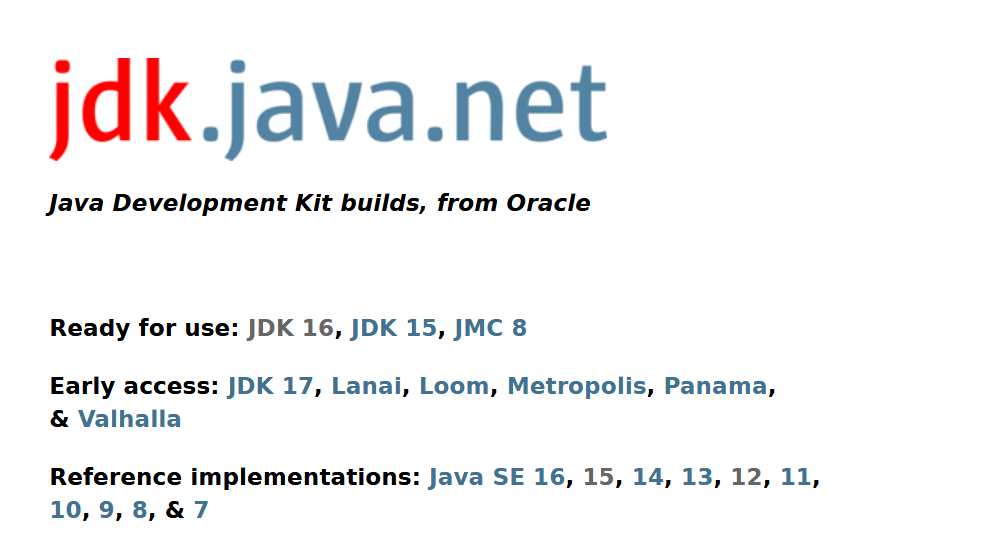 jdk.java.net
Java Development Kit builds, from Oracle
Ready for use: JDK 16, JDK 15, JMC 8
Early access: JDK 17, Lanai, Loom, Metropolis, Panama,
& Valhalla
Reference implementations: Java SE 16, 15, 14, 13, 12, 11,
10, 9, 8, & 7